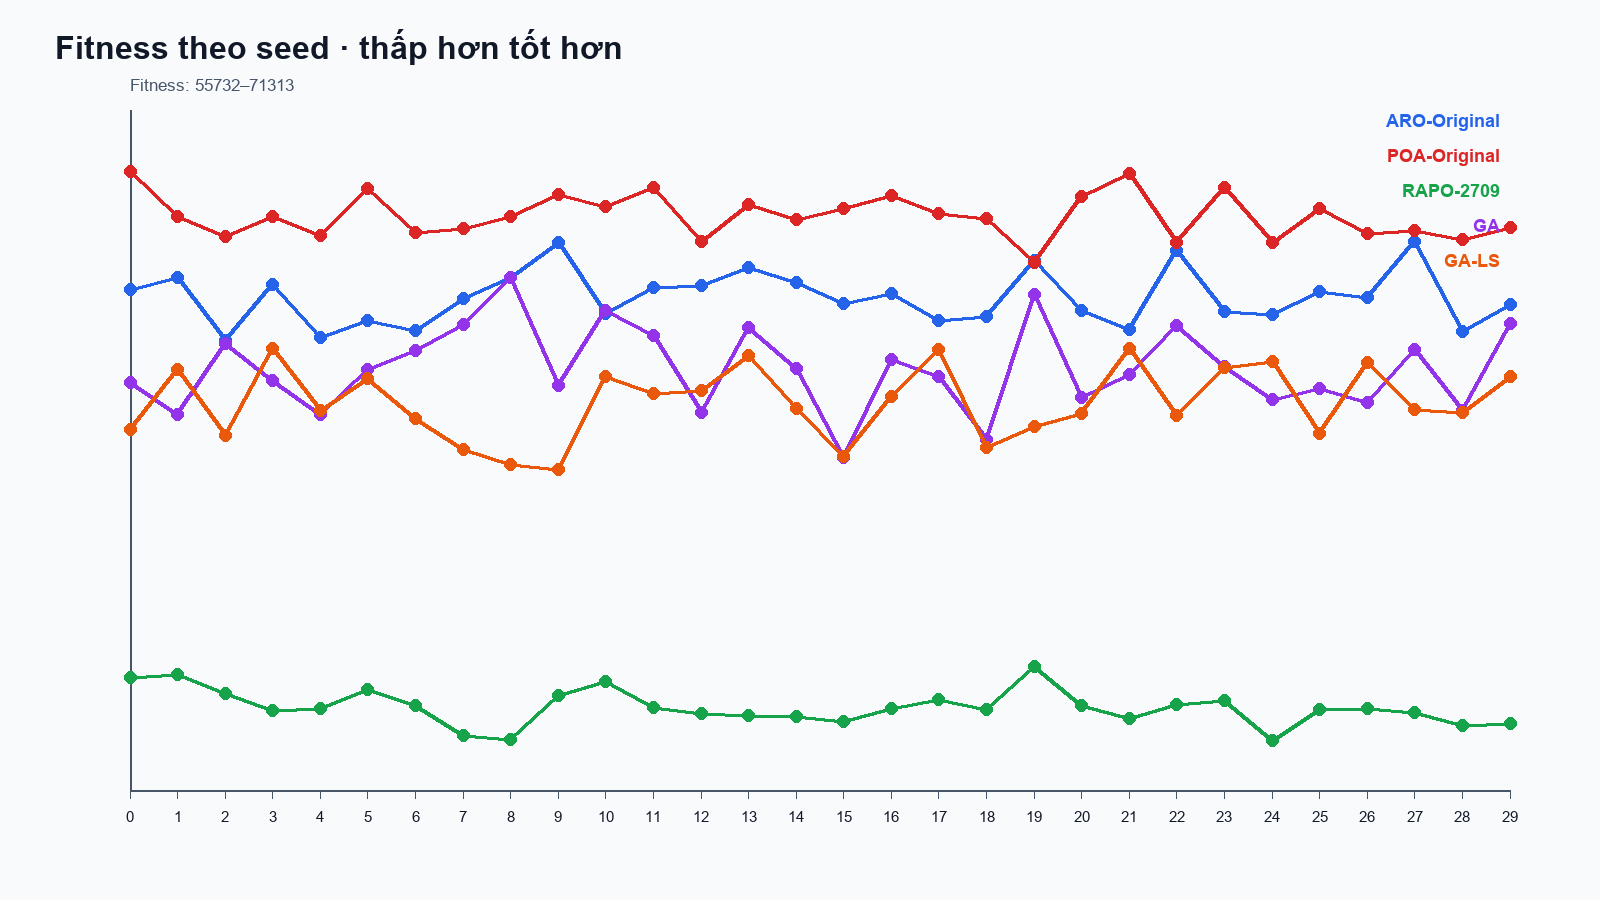 Fitness theo seed · thấp hơn tốt hơn
Fitness: 55732–71313
ARO-Original
POA-Original
RAPO-2709
GA
GA-LS
0 1 2 3 4 5 6 7 8 9 10 11 12 13 14 15 16 17 18 19 20 21 22 23 24 25 26 27 28 29